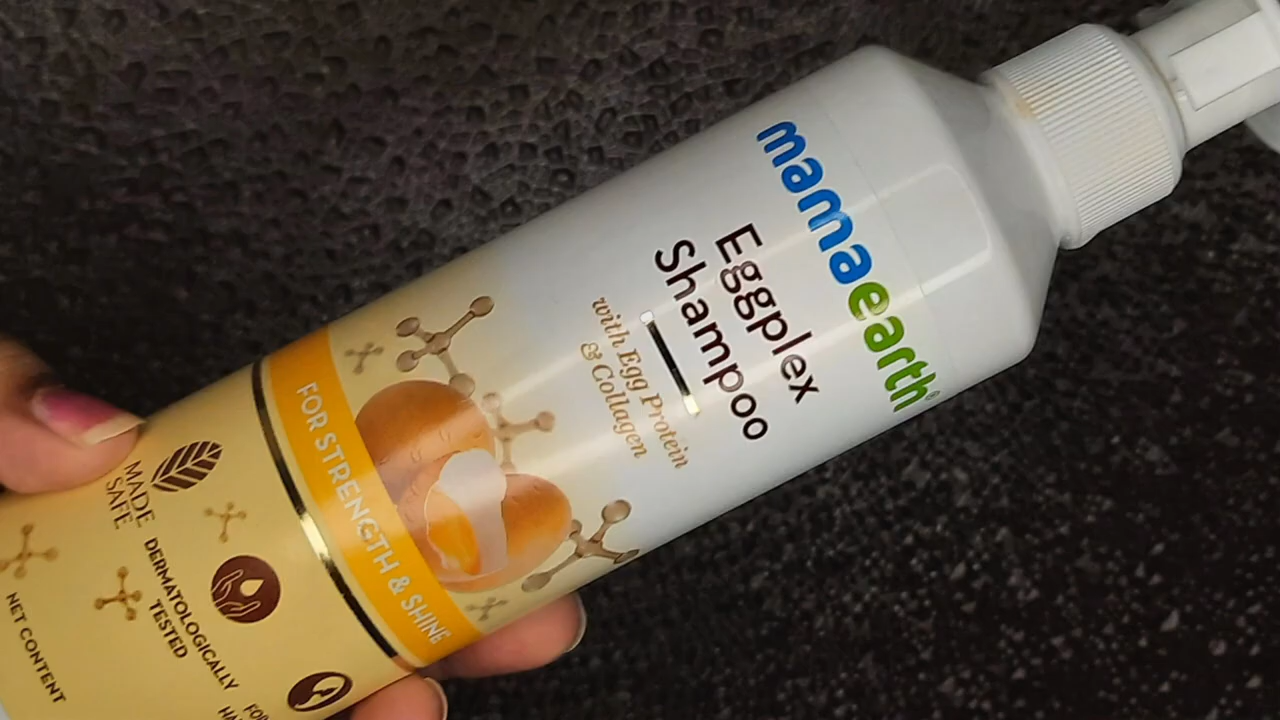 mamaearth®
Eggplex
Shampoo
with Egg Protein
& Collagen
FOR STRENGTH & SHINE
MADE
SAFE
DERMATOLOGICALLY
TESTED
NET CONTENT